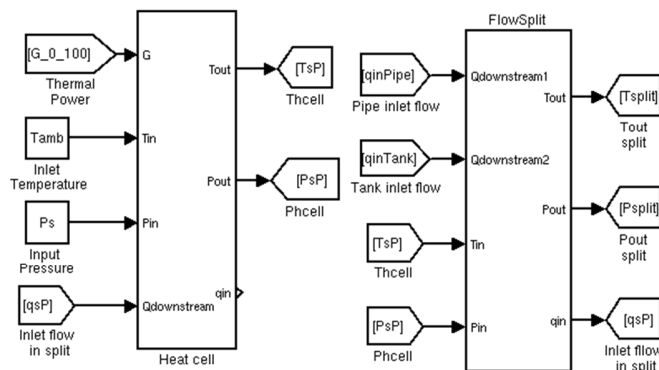 [G_0_100]
Thermal
Power
Tamb
Inlet
Temperature
Ps
Input
Pressure
[qsP]
Inlet flow
in split
G
Tin
Pin
Qdownstream
Tout
Pout
qin
Heat cell
[TsP]
Thcell
[PsP]
Phcell
FlowSplit
[qinPipe]
Pipe inlet flow
[qinTank]
Tank inlet flow
[TsP]
Thcell
[PsP]
Phcell
Qdownstream1
Qdownstream2
Tin
Pin
Tout
Pout
qin
[Tsplit]
Tout
split
[Psplit]
Pout
split
[qsP]
Inlet fllow
in split